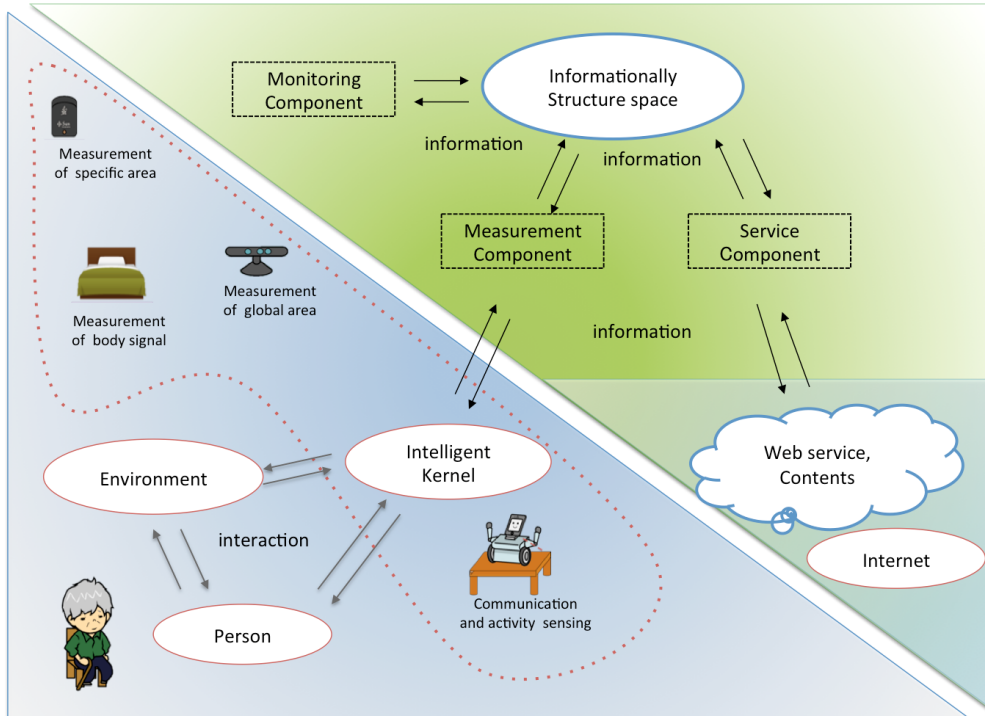 Monitoring
Component
Informationally
Structure space
information
information
Measurement
of specific area
Measurement
Component
Service
Component
Measurement
of global area
Measurement
of body signal
information
Intelligent
Kernel
Environment
Web service,
Contents
interaction
Internet
Communication
and activity sensing
Person